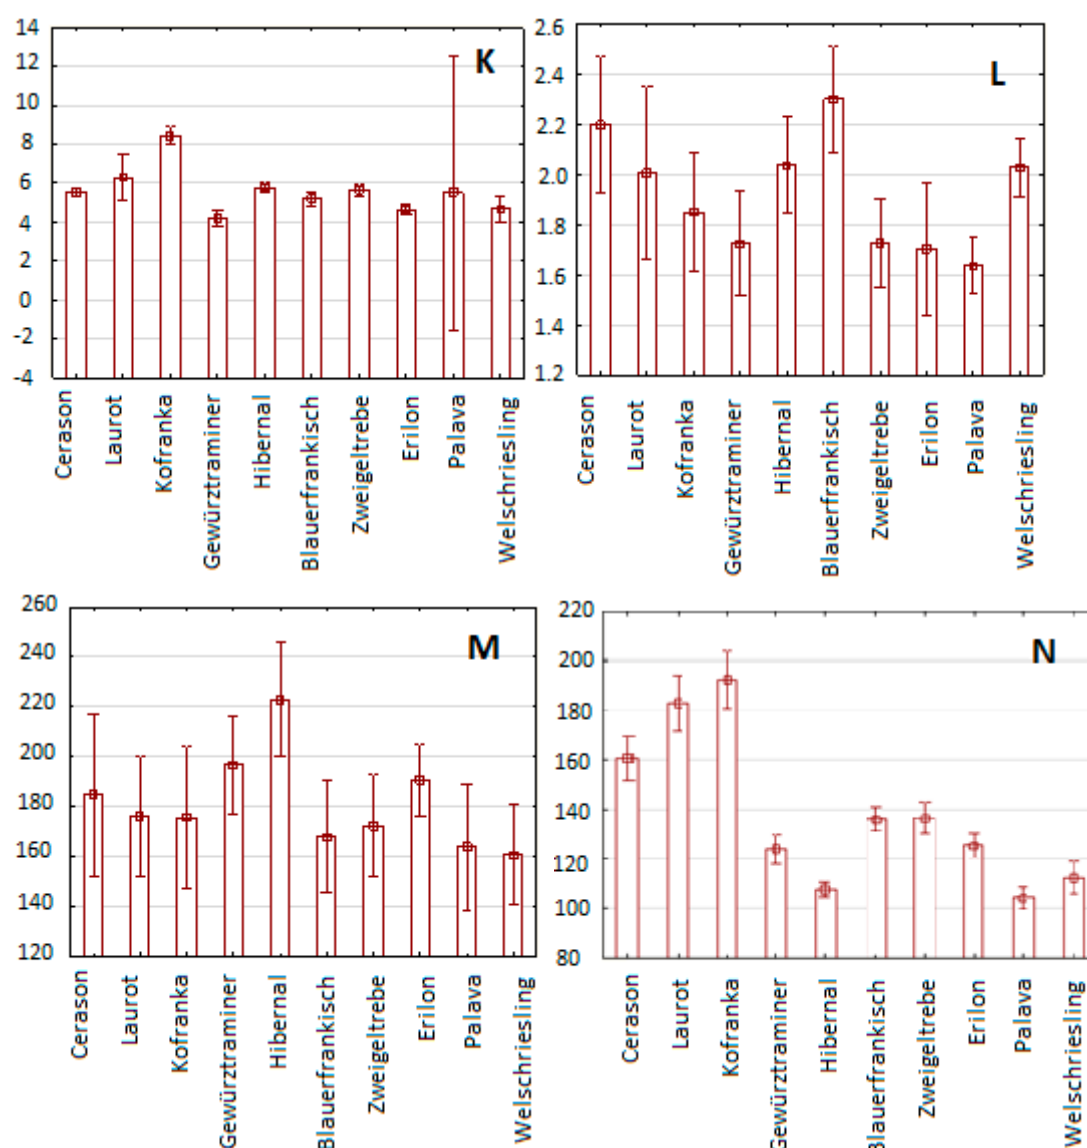 K
14
12
10
8
6
4
2
0
-2
-4
Cerason
Laurot
Kofranka
Gewürztraminer
Hibernal
Blauerfrankisch
Zweigeltrebe
Erilon
Palava
Welschriesling
L
2.6
2.4
2.2
2.0
1.8
1.6
1.4
1.2
Cerason
Laurot
Kofranka
Gewürztraminer
Hibernal
Blauerfrankisch
Zweigeltrebe
Erilon
Palava
Welschriesling
M
260
240
220
200
180
160
140
120
Cerason
Laurot
Kofranka
Gewürztraminer
Hibernal
Blauerfrankisch
Zweigeltrebe
Erilon
Palava
Welschriesling
N
220
200
180
160
140
120
100
80
Cerason
Laurot
Kofranka
Gewürztraminer
Hibernal
Blauerfrankisch
Zweigeltrebe
Erilon
Palava
Welschriesling